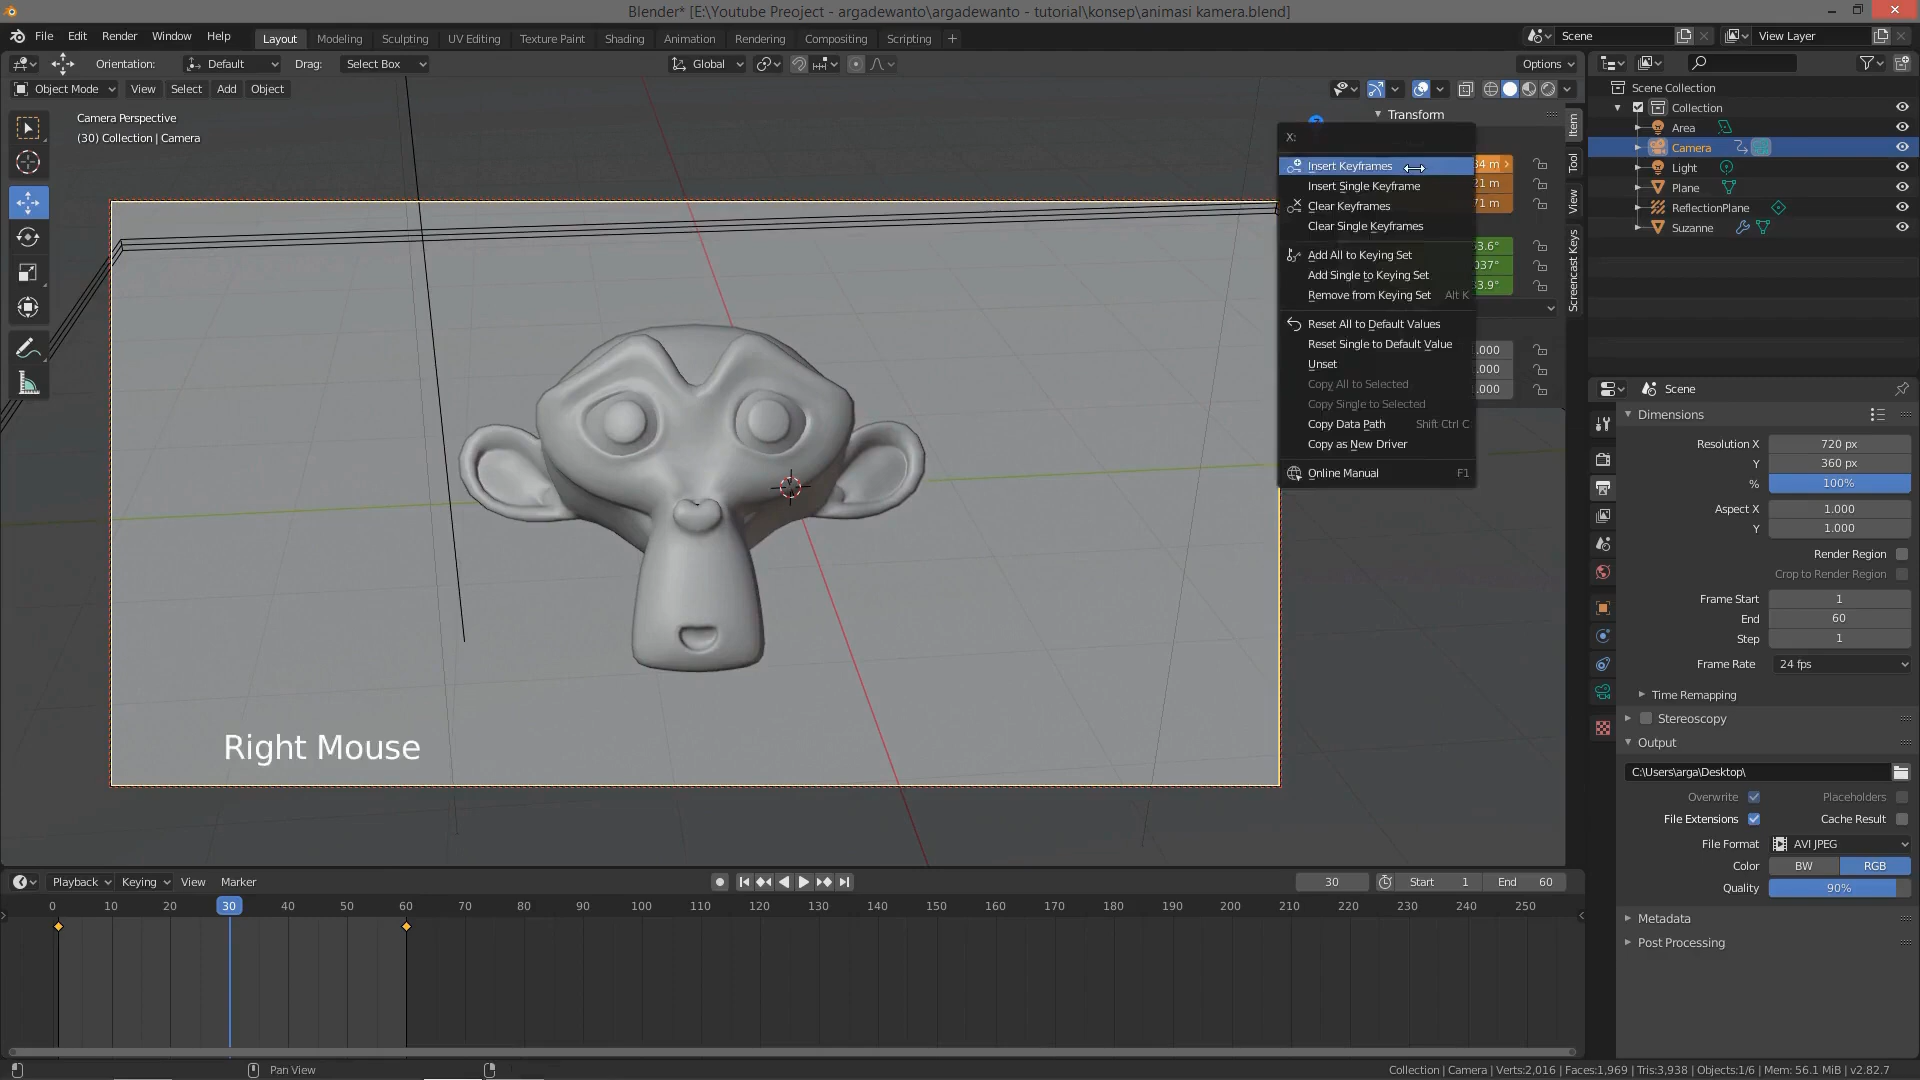 Blender* [E:\Youtube Preoject - argadewanto\argadewanto - tutorial\konsep\animasi kamera.blend]
File Edit Render Window Help Layout Modeling Sculpting UV Editing Texture Paint Shading Animation Rendering Compositing Scripting + Scene View Layer
Orientation: Default Drag: Select Box Global Options
Object Mode View Select Add Object
Camera Perspective
(30) Collection | Camera
Transform
X:
Insert Keyframes
Insert Single Keyframe
Clear Keyframes
Clear Single Keyframes
Add All to Keying Set
Add Single to Keying Set
Remove from Keying Set Alt K
Reset All to Default Values
Reset Single to Default Value
Unset
Copy All to Selected
Copy Single to Selected
Copy Data Path Shift Ctrl C
Copy as New Driver
Online Manual F1
34 m
21 m
71 m
53.6°
037°
33.9°
.000
.000
.000
Item
Tool
View
Screencast Keys
Scene Collection
Collection
Area
Camera
Light
Plane
ReflectionPlane
Suzanne
Scene
Dimensions
Resolution X 720 px
Y 360 px
% 100%
Aspect X 1.000
Y 1.000
Render Region
Crop to Render Region
Frame Start 1
End 60
Step 1
Frame Rate 24 fps
Time Remapping
Stereoscopy
Output
C:\Users\arga\Desktop\
Overwrite Placeholders
File Extensions Cache Result
File Format AVI JPEG
Color BW RGB
Quality 90%
Metadata
Post Processing
Right Mouse
Playback Keying View Marker 30 Start 1 End 60
0 10 20 30 40 50 60 70 80 90 100 110 120 130 140 150 160 170 180 190 200 210 220 230 240 250
Pan View
Collection | Camera | Verts:2,016 | Faces:1,969 | Tris:3,938 | Objects:1/6 | Mem: 56.1 MiB | v2.82.7